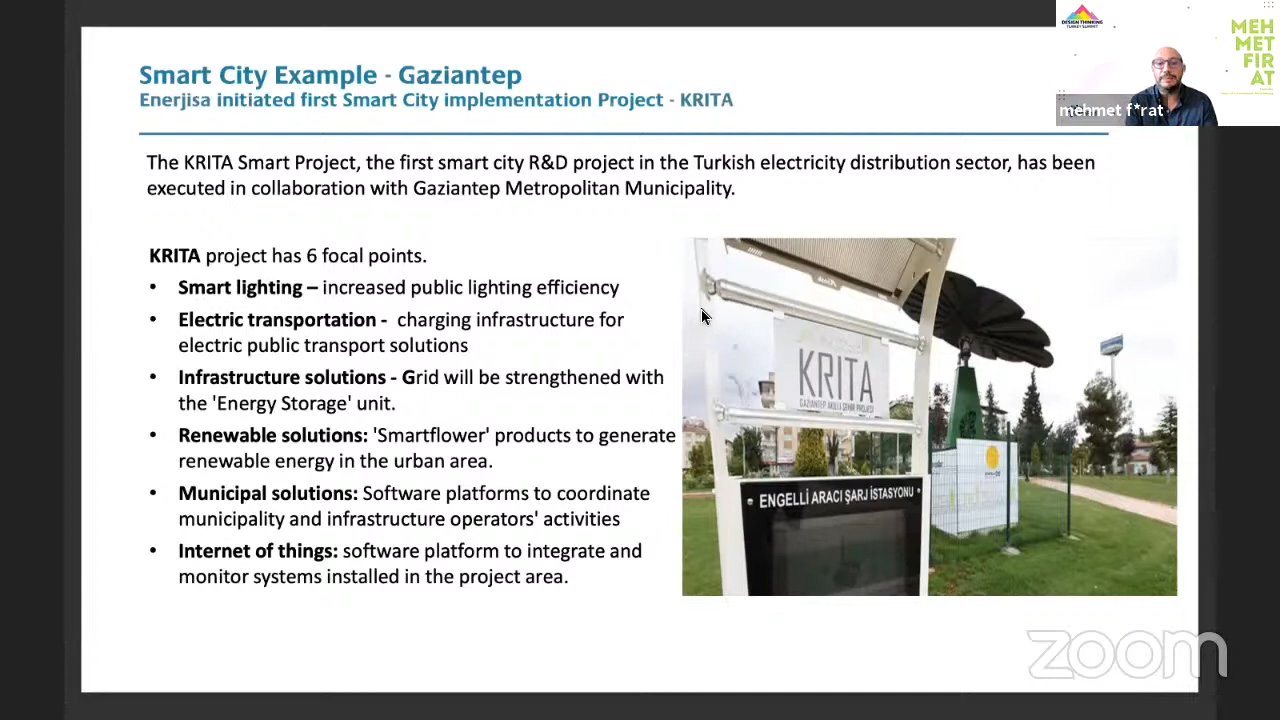 Smart City Example - Gaziantep
Enerjisa initiated first Smart City implementation Project - KRITA
The KRITA Smart Project, the first smart city R&D project in the Turkish electricity distribution sector, has been
executed in collaboration with Gaziantep Metropolitan Municipality.
KRITA project has 6 focal points.
• Smart lighting – increased public lighting efficiency
• Electric transportation - charging infrastructure for
electric public transport solutions
• Infrastructure solutions - Grid will be strengthened with
the 'Energy Storage' unit.
• Renewable solutions: 'Smartflower' products to generate
renewable energy in the urban area.
• Municipal solutions: Software platforms to coordinate
municipality and infrastructure operators' activities
• Internet of things: software platform to integrate and
monitor systems installed in the project area.
KRITA
GAZİANTEP AKILLI ŞEHİR PROJESİ
ENGELLİ ARACI ŞARJ İSTASYONU
DESIGN THINKING
TURKEY SUMMIT
MEH
MET
FIR
AT
mehmet f*rat
zoom